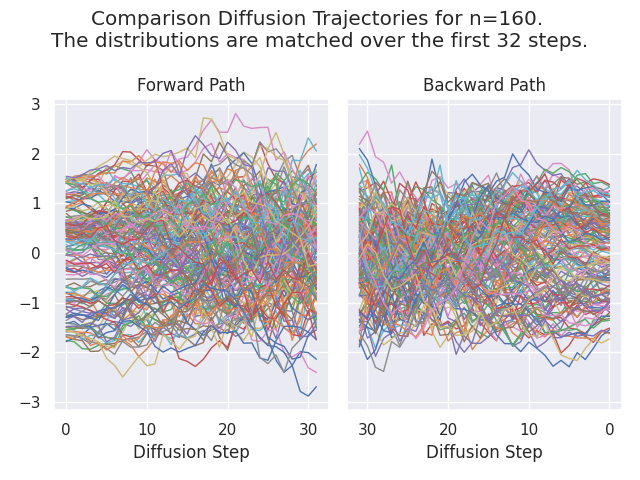 Comparison Diffusion Trajectories for n=160.
The distributions are matched over the first 32 steps.
Forward Path
Backward Path
3
2
1
0
−1
−2
−3
0 10 20 30
30 20 10 0
Diffusion Step
Diffusion Step